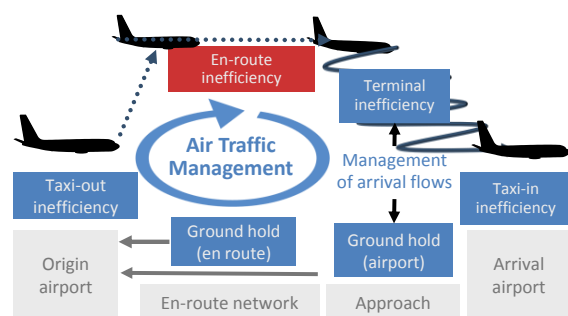 En-route
inefficiency
Terminal
inefficiency
Air Traffic
Management
Management
of arrival flows
Taxi-out
inefficiency
Taxi-in
inefficiency
Ground hold
(en route)
Ground hold
(airport)
Origin
airport
Arrival
airport
En-route network
Approach